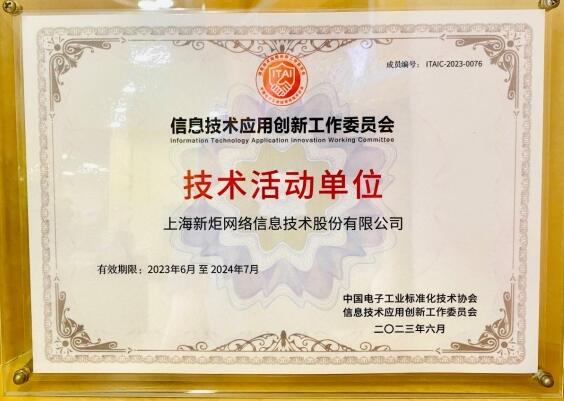 ITAI
成员编号： ITAIC-2023-0076
信息技术应用创新工作委员会
Information Technology Application Innovation Working Committee
技术活动单位
上海新炬网络信息技术股份有限公司
有效期限： 2023年6月 至 2024年7月
中国电子工业标准化技术协会
信息技术应用创新工作委员会
二〇二三年六月